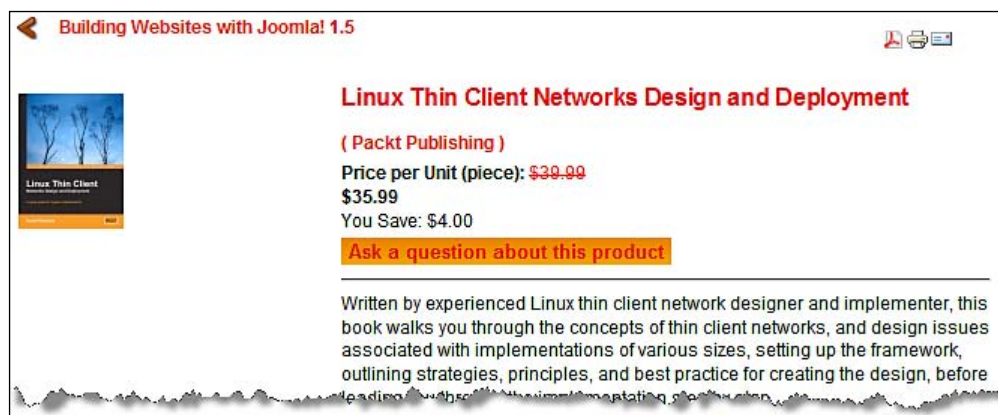 Building Websites with Joomla! 1.5
Linux Thin Client Networks Design and Deployment
( Packt Publishing )
Price per Unit (piece): $39.99
$35.99
You Save: $4.00
Ask a question about this product
Linux Thin Client
Written by experienced Linux thin client network designer and implementer, this
book walks you through the concepts of thin client networks, and design issues
associated with implementations of various sizes, setting up the framework,
outlining strategies, principles, and best practice for creating the design, before